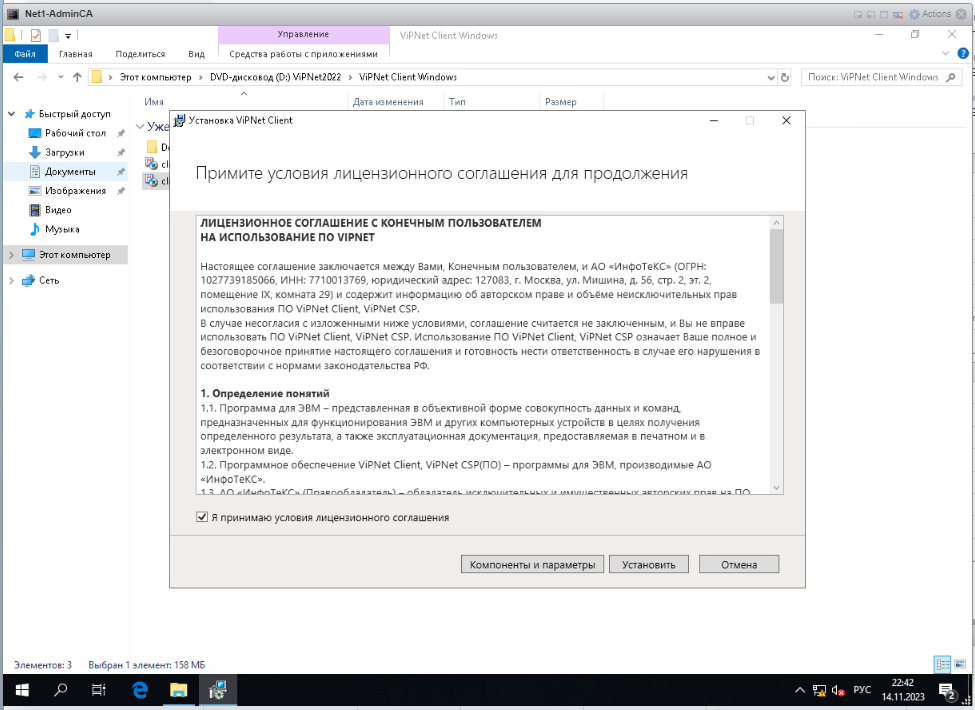 Net1-AdminCA
Actions
Управление
ViPNet Client Windows
Файл
Главная
Поделиться
Вид
Средства работы с приложениями
Этот компьютер > DVD-дисковод (D:) ViPNet2022 > ViPNet Client Windows
Поиск: ViPNet Client Windows
Имя
Дата изменения
Тип
Размер
Быстрый доступ
Рабочий стол
Загрузки
Документы
Изображения
Видео
Музыка
Этот компьютер
Сеть
Установка ViPNet Client
Примите условия лицензионного соглашения для продолжения
ЛИЦЕНЗИОННОЕ СОГЛАШЕНИЕ С КОНЕЧНЫМ ПОЛЬЗОВАТЕЛЕМ
НА ИСПОЛЬЗОВАНИЕ ПО VIPNET
Настоящее соглашение заключается между Вами, Конечным пользователем, и АО «ИнфоТеКС» (ОГРН:
1027739185066, ИНН: 7710013769, юридический адрес: 127083, г. Москва, ул. Мишина, д. 56, стр. 2, эт. 2,
помещение IX, комната 29) и содержит информацию об авторском праве и объёме неисключительных прав
использования ПО ViPNet Client, ViPNet CSP.
В случае несогласия с изложенными ниже условиями, соглашение считается не заключенным, и Вы не вправе
использовать ПО ViPNet Client, ViPNet CSP. Использование ПО ViPNet Client, ViPNet CSP означает Ваше полное и
безоговорочное принятие настоящего соглашения и готовность нести ответственность в случае его нарушения в
соответствии с нормами законодательства РФ.
1. Определение понятий
1.1. Программа для ЭВМ – представленная в объективной форме совокупность данных и команд,
предназначенных для функционирования ЭВМ и других компьютерных устройств в целях получения
определенного результата, а также эксплуатационная документация, предоставляемая в печатном и в
электронном виде.
1.2. Программное обеспечение ViPNet Client, ViPNet CSP(ПО) – программы для ЭВМ, производимые АО
«ИнфоТеКС».
1.3. АО «ИнфоТеКС» (Правообладатель) – обладатель исключительных и имущественных авторских прав на ПО
Я принимаю условия лицензионного соглашения
Компоненты и параметры
Установить
Отмена
Элементов: 3
Выбран 1 элемент: 158 МБ
РУС
22:42
14.11.2023
2